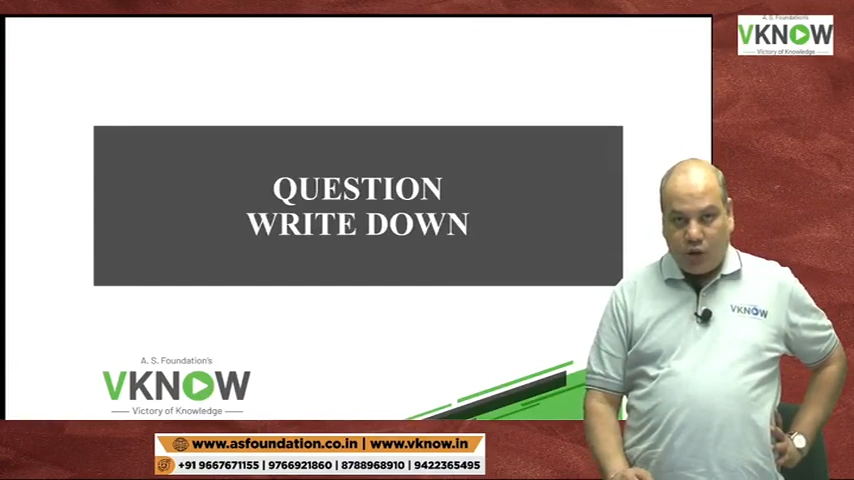 A. S. Foundation's
VKNOW
Victory of Knowledge
QUESTION
WRITE DOWN
VKNOW
A. S. Foundation's
VKNOW
Victory of Knowledge
www.asfoundation.co.in | www.vknow.in
+91 9667671155 | 9766921860 | 8788968910 | 9422365495